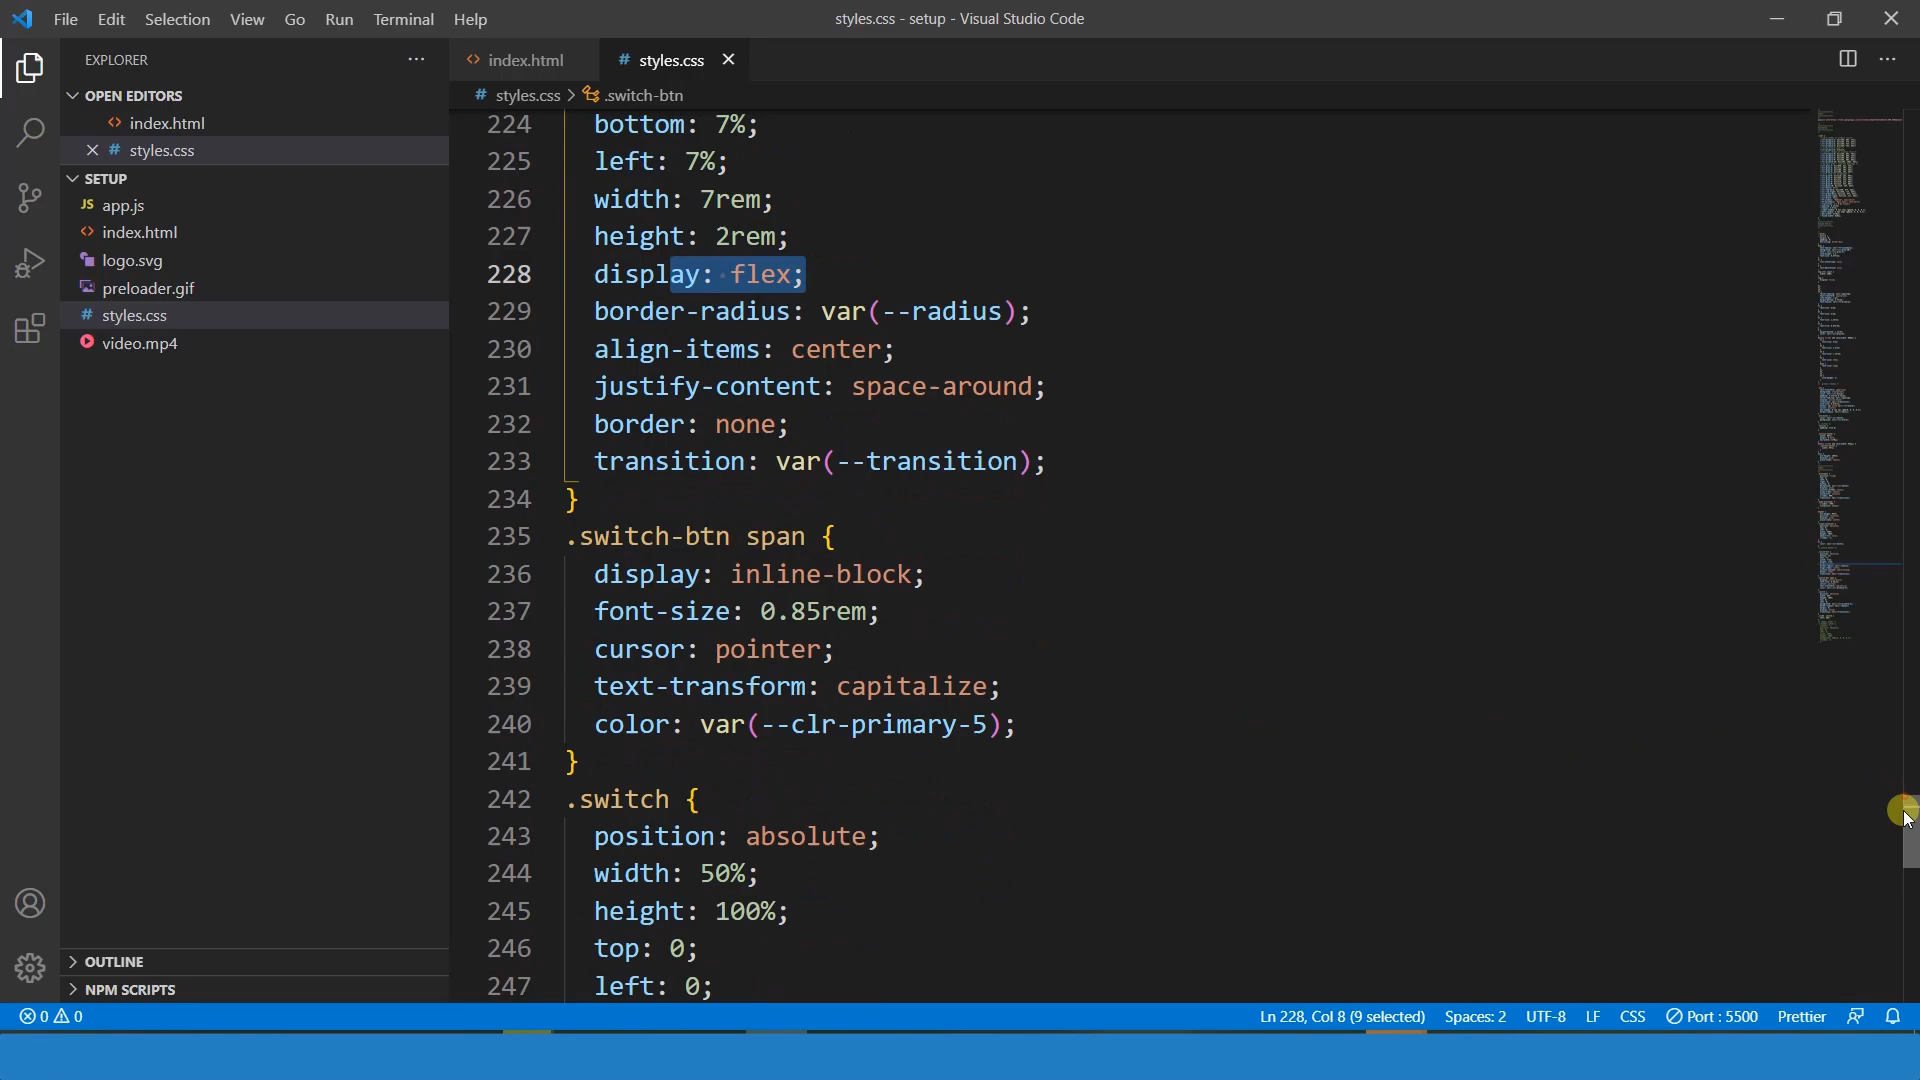 File Edit Selection View Go Run Terminal Help
styles.css - setup - Visual Studio Code
EXPLORER
OPEN EDITORS
index.html
styles.css
SETUP
JS app.js
index.html
logo.svg
preloader.gif
# styles.css
video.mp4
OUTLINE
NPM SCRIPTS
index.html
# styles.css
# styles.css > .switch-btn
224 bottom: 7%;
225 left: 7%;
226 width: 7rem;
227 height: 2rem;
228 display: flex;
229 border-radius: var(--radius);
230 align-items: center;
231 justify-content: space-around;
232 border: none;
233 transition: var(--transition);
234 }
235 .switch-btn span {
236 display: inline-block;
237 font-size: 0.85rem;
238 cursor: pointer;
239 text-transform: capitalize;
240 color: var(--clr-primary-5);
241 }
242 .switch {
243 position: absolute;
244 width: 50%;
245 height: 100%;
246 top: 0;
247 left: 0;
0 0
Ln 228, Col 8 (9 selected) Spaces: 2 UTF-8 LF CSS Port : 5500 Prettier